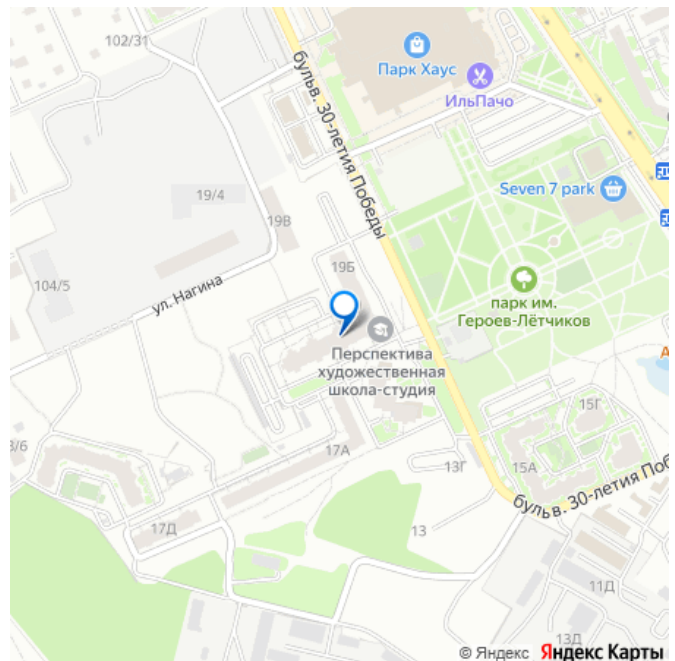 102/31
Парк Хаус
ИльПачо
бульв. 30-летия Победы
19/4
Seven 7 park
19В
19Б
104/5
ул. Нагина
парк им.
Героев-Лётчиков
Перспектива
художественная
школа-студия
15Г
3/6
17А
13Г
15А
бульв. 30-летия Поб
17Д
13
11Д
13Д
© Яндекс Яндекс Карты